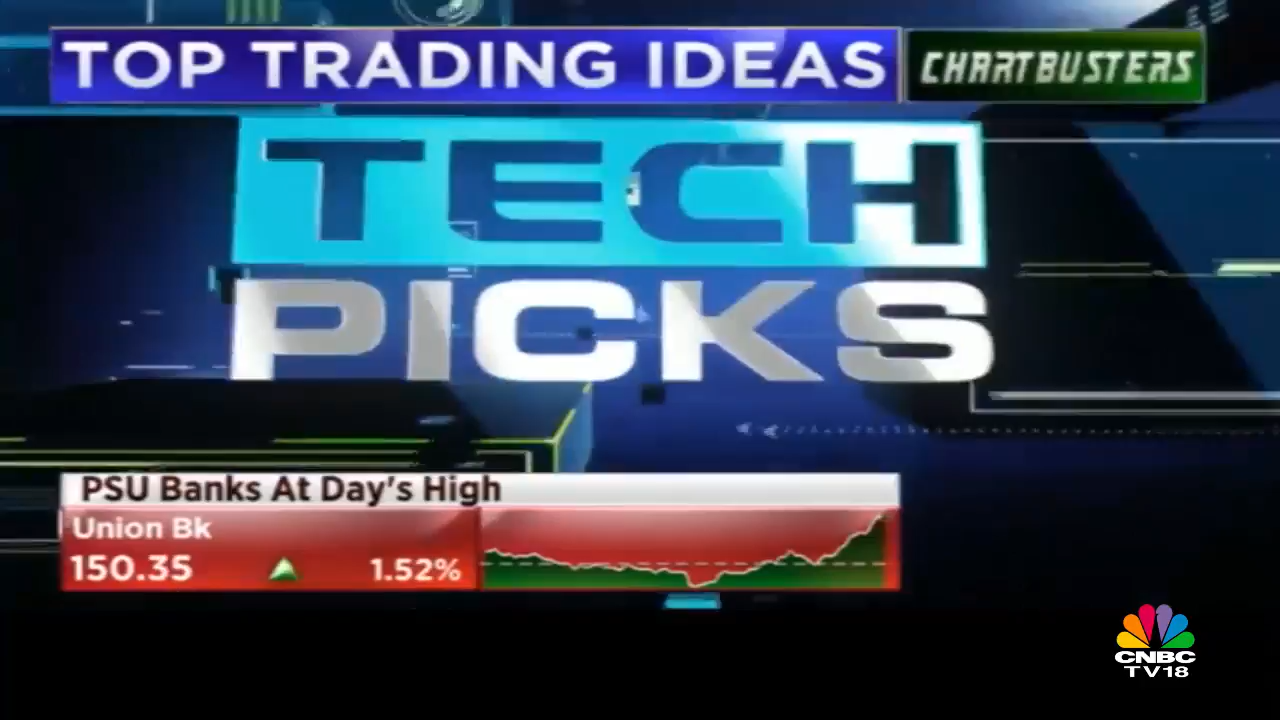 TOP TRADING IDEAS
CHARTBUSTERS
TECH
PICKS
PSU Banks At Day's High
Union Bk
150.35 1.52%
CNBC
TV18